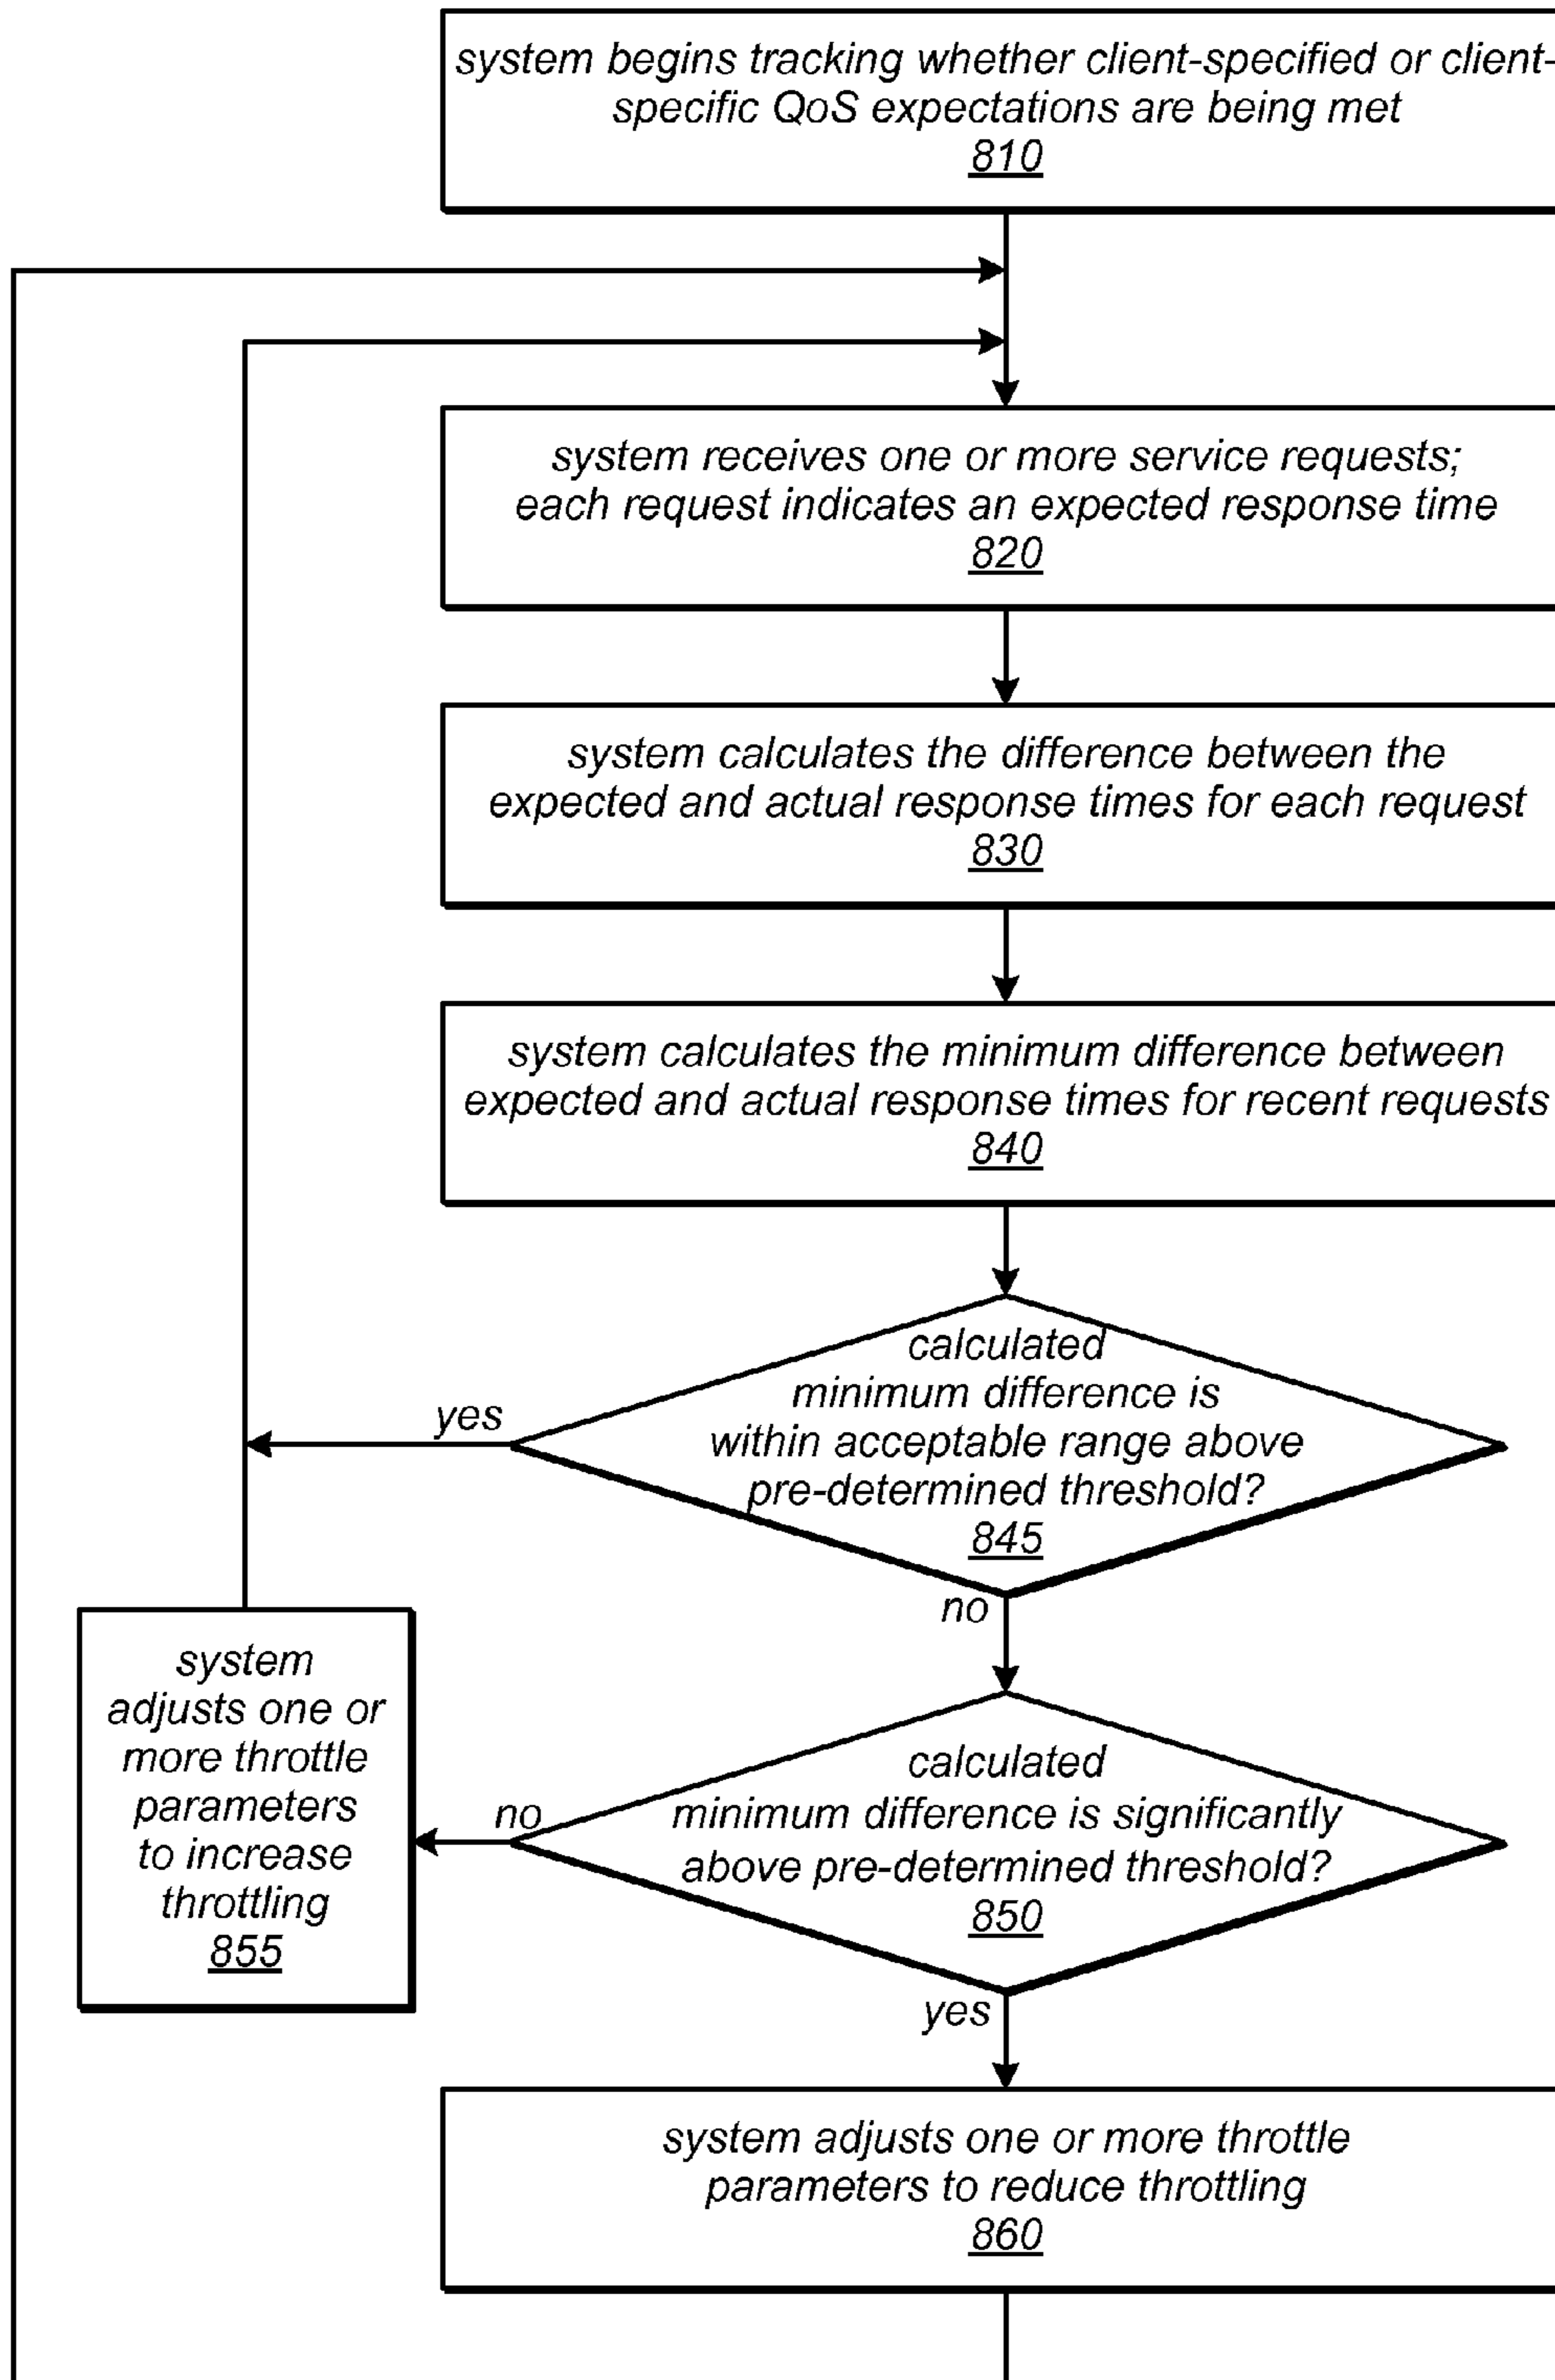 system begins tracking whether client-specified or client-
specific QoS expectations are being met
810
system receives one or more service requests;
each request indicates an expected response time
820
system calculates the difference between the
expected and actual response times for each request
830
system calculates the minimum difference between
expected and actual response times for recent requests
840
calculated
minimum difference is
within acceptable range above
pre-determined threshold?
845
yes
no
calculated
minimum difference is significantly
above pre-determined threshold?
850
no
yes
system
adjusts one or
more throttle
parameters
to increase
throttling
855
system adjusts one or more throttle
parameters to reduce throttling
860